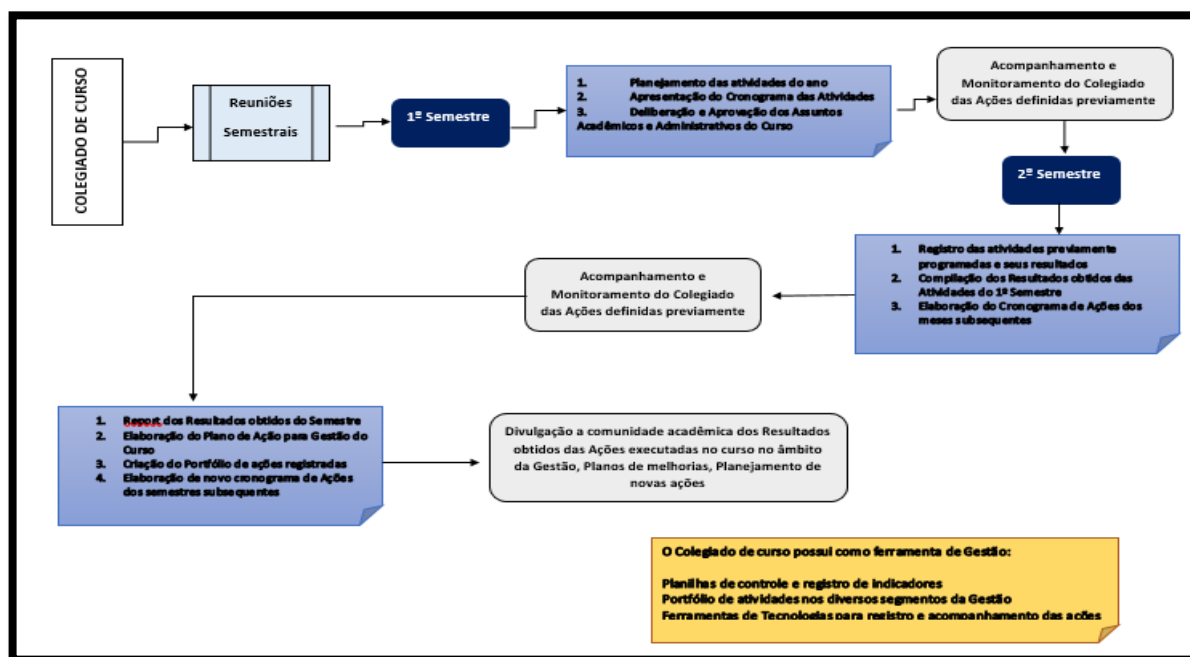 COLEGIADO DE CURSO
Reuniões
Semestrais
1º Semestre
1. Planejamento das atividades do ano
2. Apresentação do Cronograma das Atividades
3. Deliberação e Aprovação dos Assuntos
Acadêmicos e Administrativos do Curso
Acompanhamento e
Monitoramento do Colegiado
das Ações definidas previamente
2º Semestre
1. Registro das atividades previamente
programadas e seus resultados
2. Compilação dos Resultados obtidos das
Atividades do 1º Semestre
3. Elaboração do Cronograma de Ações dos
meses subsequentes
Acompanhamento e
Monitoramento do Colegiado
das Ações definidas previamente
1. Report dos Resultados obtidos do Semestre
2. Elaboração do Plano de Ação para Gestão do
Curso
3. Criação do Portfólio de ações registradas
4. Elaboração de novo cronograma de Ações
dos semestres subsequentes
Divulgação a comunidade acadêmica dos Resultados
obtidos das Ações executadas no curso no âmbito
da Gestão, Planos de melhorias, Planejamento de
novas ações
O Colegiado de curso possui como ferramenta de Gestão:
Planilhas de controle e registro de indicadores
Portfólio de atividades nos diversos segmentos da Gestão
Ferramentas de Tecnologias para registro e acompanhamento das ações